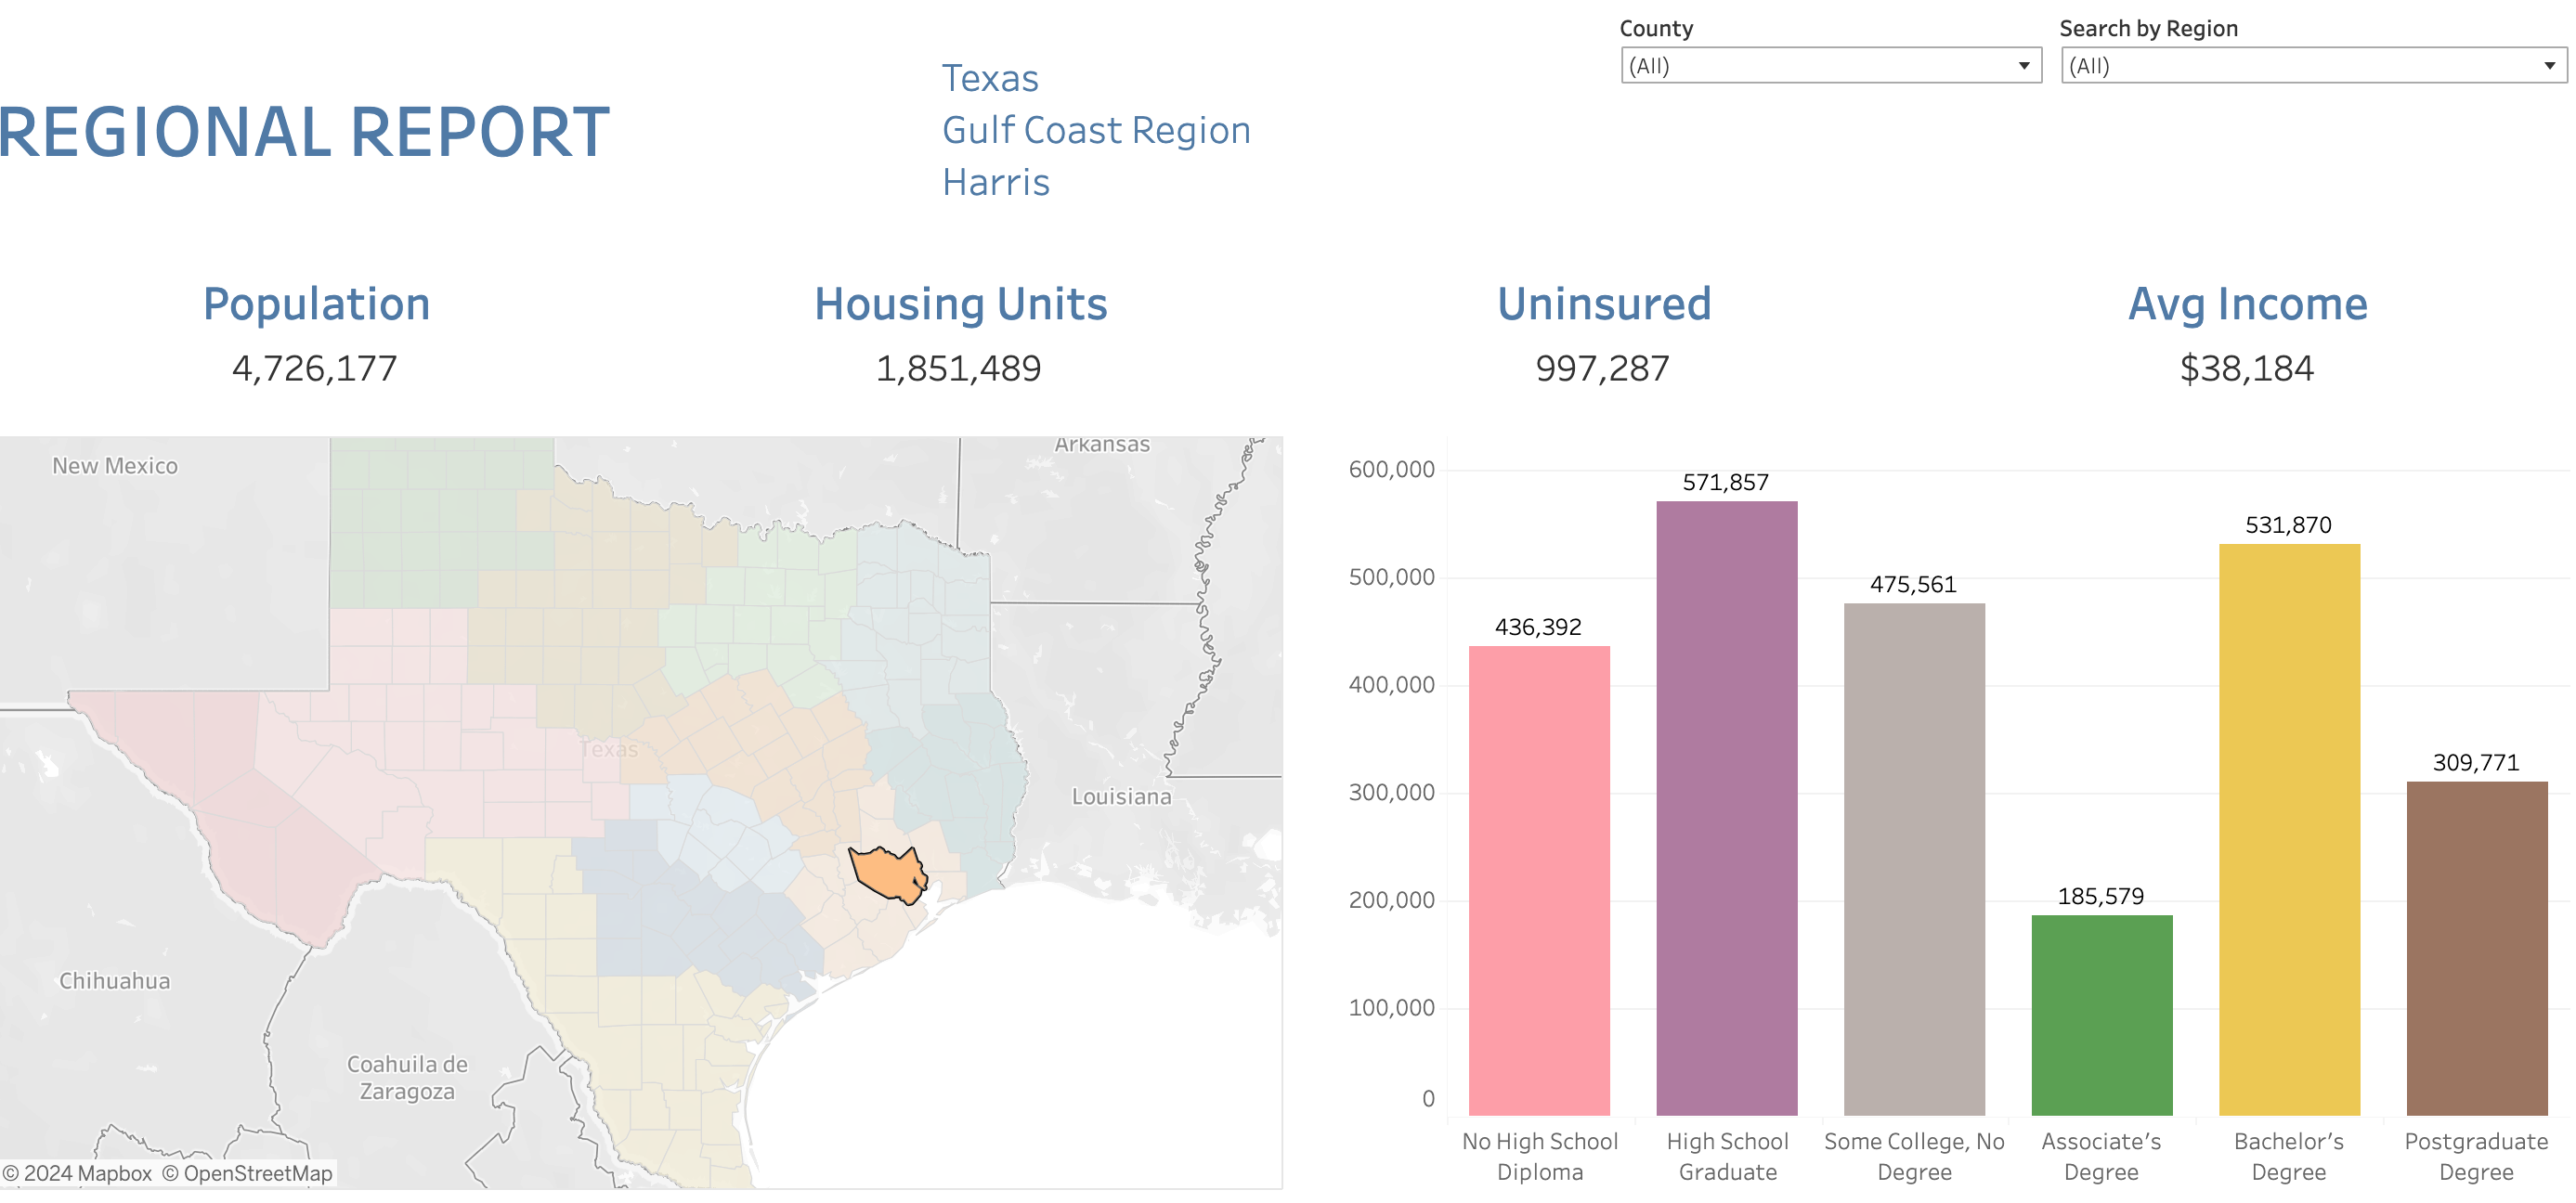 County
Search by Region
(All)
(All)
Texas
Gulf Coast Region
Harris
REGIONAL REPORT
Population
Housing Units
Uninsured
Avg Income
4,726,177
1,851,489
997,287
$38,184
New Mexico
Arkansas
Texas
Louisiana
Chihuahua
Coahuila de
Zaragoza
© 2024 Mapbox © OpenStreetMap
600,000
500,000
400,000
300,000
200,000
100,000
0
436,392
571,857
475,561
185,579
531,870
309,771
No High School
Diploma
High School
Graduate
Some College, No
Degree
Associate's
Degree
Bachelor's
Degree
Postgraduate
Degree